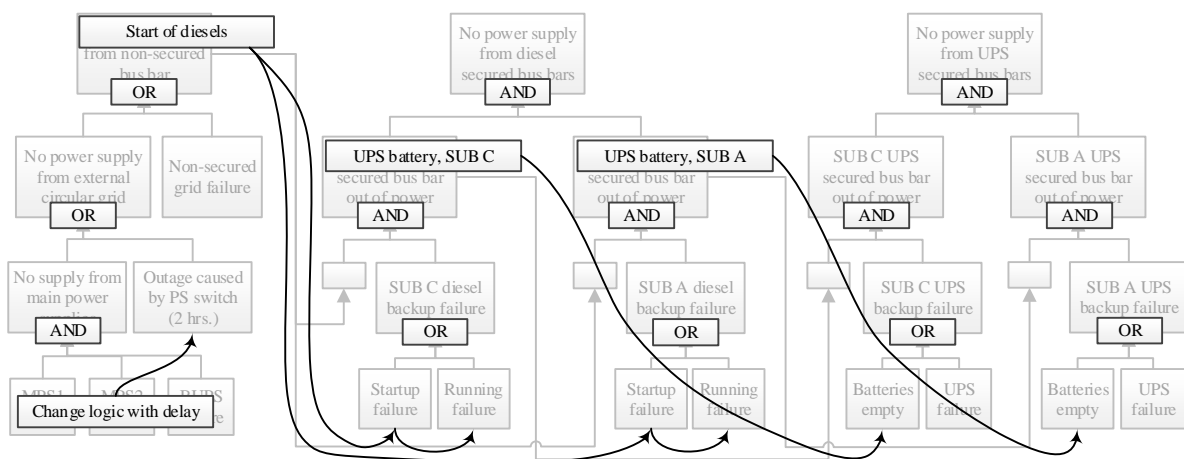 Start of diesels
from non-secured
bus bar
OR
No power supply
from external
circular grid
OR
Non-secured
grid failure
No supply from
main power
AND
Outage caused
by PS switch
(2 hrs.)
Change logic with delay
No power supply
from diesel
secured bus bars
AND
UPS battery, SUB C
secured bus bar
out of power
AND
SUB C diesel
backup failure
OR
Startup
failure
Running
failure
UPS battery, SUB A
secured bus bar
out of power
AND
SUB A diesel
backup failure
OR
Startup
failure
Running
failure
No power supply
from UPS
secured bus bars
AND
SUB C UPS
secured bus bar
out of power
AND
SUB C UPS
backup failure
OR
Batteries
empty
UPS
failure
SUB A UPS
secured bus bar
out of power
AND
SUB A UPS
backup failure
OR
Batteries
empty
UPS
failure